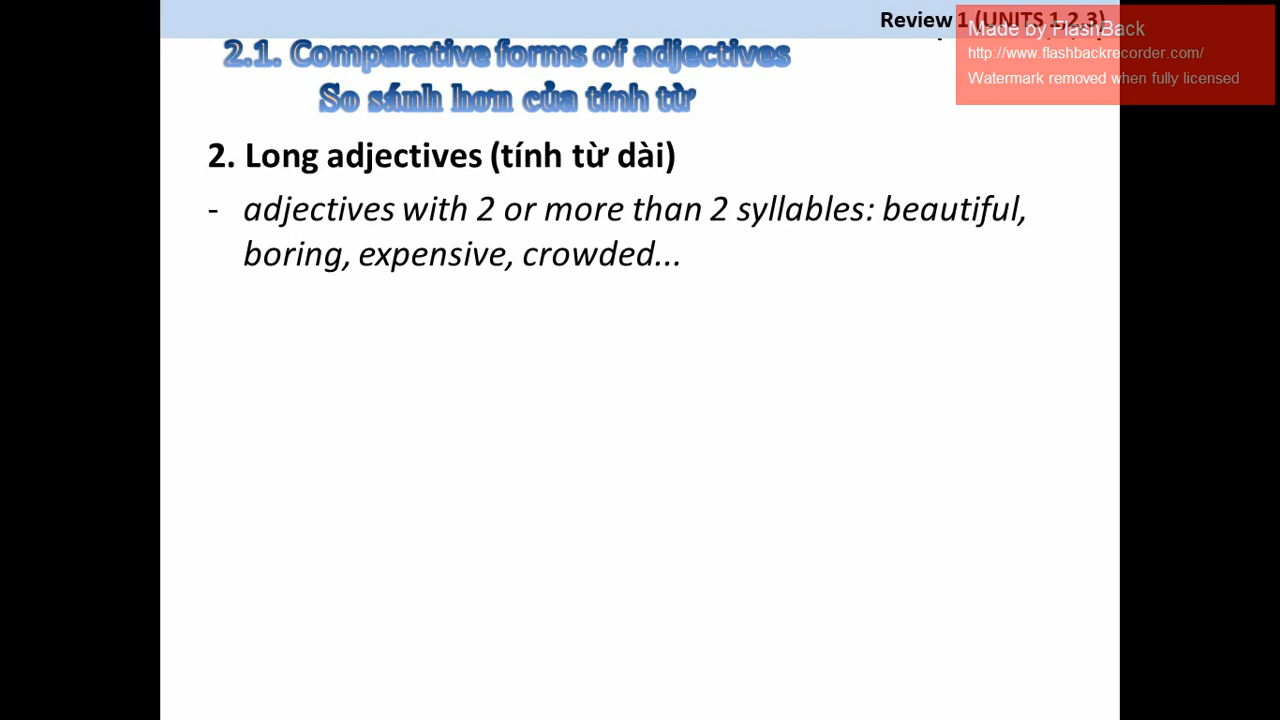 Review 1 (UNITS 1,2,3)
Made by FlashBack
http://www.flashbackrecorder.com/
Watermark removed when fully licensed
2.1. Comparative forms of adjectives
So sánh hơn của tính từ
2. Long adjectives (tính từ dài)
- adjectives with 2 or more than 2 syllables: beautiful,
boring, expensive, crowded...